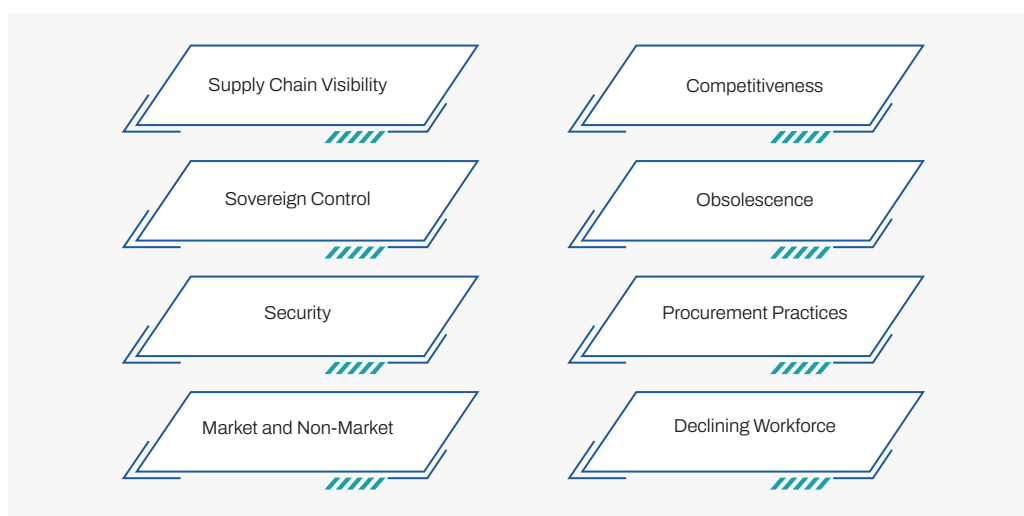 Supply Chain Visibility
Competitiveness
Sovereign Control
Obsolescence
Security
Procurement Practices
Market and Non-Market
Declining Workforce